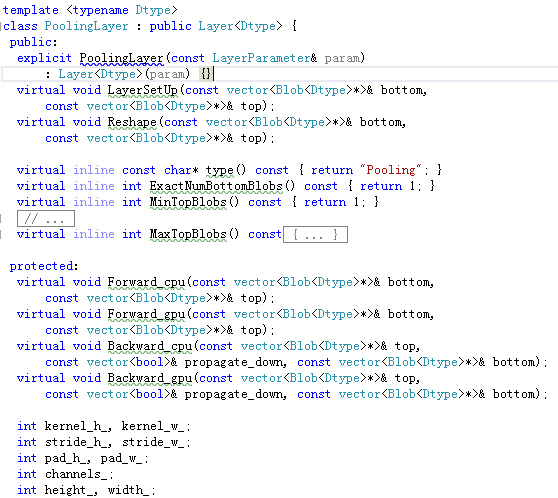 template <typename Dtype>
class PoolingLayer : public Layer<Dtype> {
 public:
  explicit PoolingLayer(const LayerParameter& param)
      : Layer<Dtype>(param) {}
  virtual void LayerSetUp(const vector<Blob<Dtype>*>& bottom,
      const vector<Blob<Dtype>*>& top);
  virtual void Reshape(const vector<Blob<Dtype>*>& bottom,
      const vector<Blob<Dtype>*>& top);

  virtual inline const char* type() const { return "Pooling"; }
  virtual inline int ExactNumBottomBlobs() const { return 1; }
  virtual inline int MinTopBlobs() const { return 1; }
  // ...
  virtual inline int MaxTopBlobs() const { ... }

 protected:
  virtual void Forward_cpu(const vector<Blob<Dtype>*>& bottom,
      const vector<Blob<Dtype>*>& top);
  virtual void Forward_gpu(const vector<Blob<Dtype>*>& bottom,
      const vector<Blob<Dtype>*>& top);
  virtual void Backward_cpu(const vector<Blob<Dtype>*>& top,
      const vector<bool>& propagate_down, const vector<Blob<Dtype>*>& bottom);
  virtual void Backward_gpu(const vector<Blob<Dtype>*>& top,
      const vector<bool>& propagate_down, const vector<Blob<Dtype>*>& bottom);

  int kernel_h_, kernel_w_;
  int stride_h_, stride_w_;
  int pad_h_, pad_w_;
  int channels_;
  int height_, width_;